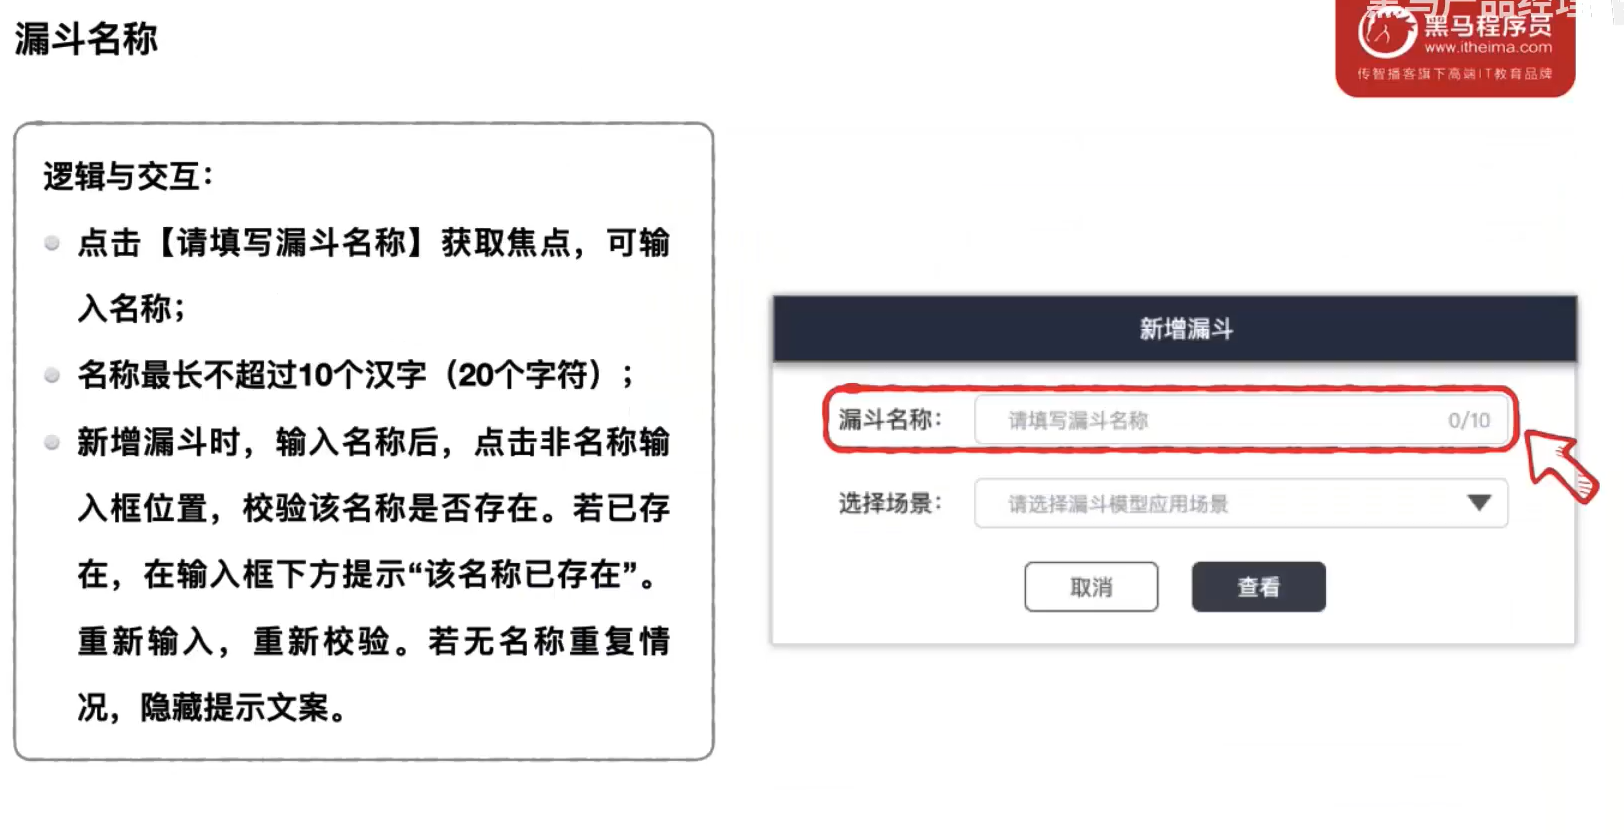 漏斗名称
黑马产品经理
黑马程序员
www.itheima.com
传智播客旗下高端IT教育品牌
逻辑与交互：
点击【请填写漏斗名称】获取焦点，可输
入名称；
名称最长不超过10个汉字（20个字符）；
新增漏斗时，输入名称后，点击非名称输
入框位置，校验该名称是否存在。若已存
在，在输入框下方提示“该名称已存在”。
重新输入，重新校验。若无名称重复情
况，隐藏提示文案。
新增漏斗
漏斗名称： 请填写漏斗名称 0/10
选择场景： 请选择漏斗模型应用场景
取消 查看